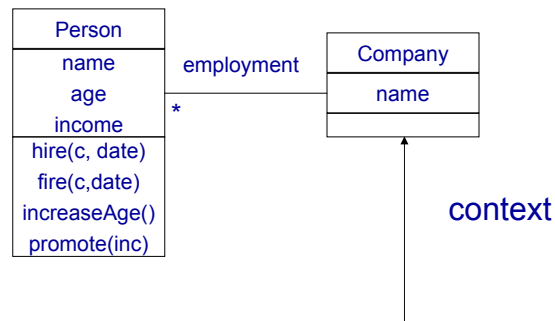 Person
name
age
income
hire(c, date)
fire(c,date)
increaseAge()
promote(inc)
employment
*
Company
name
context